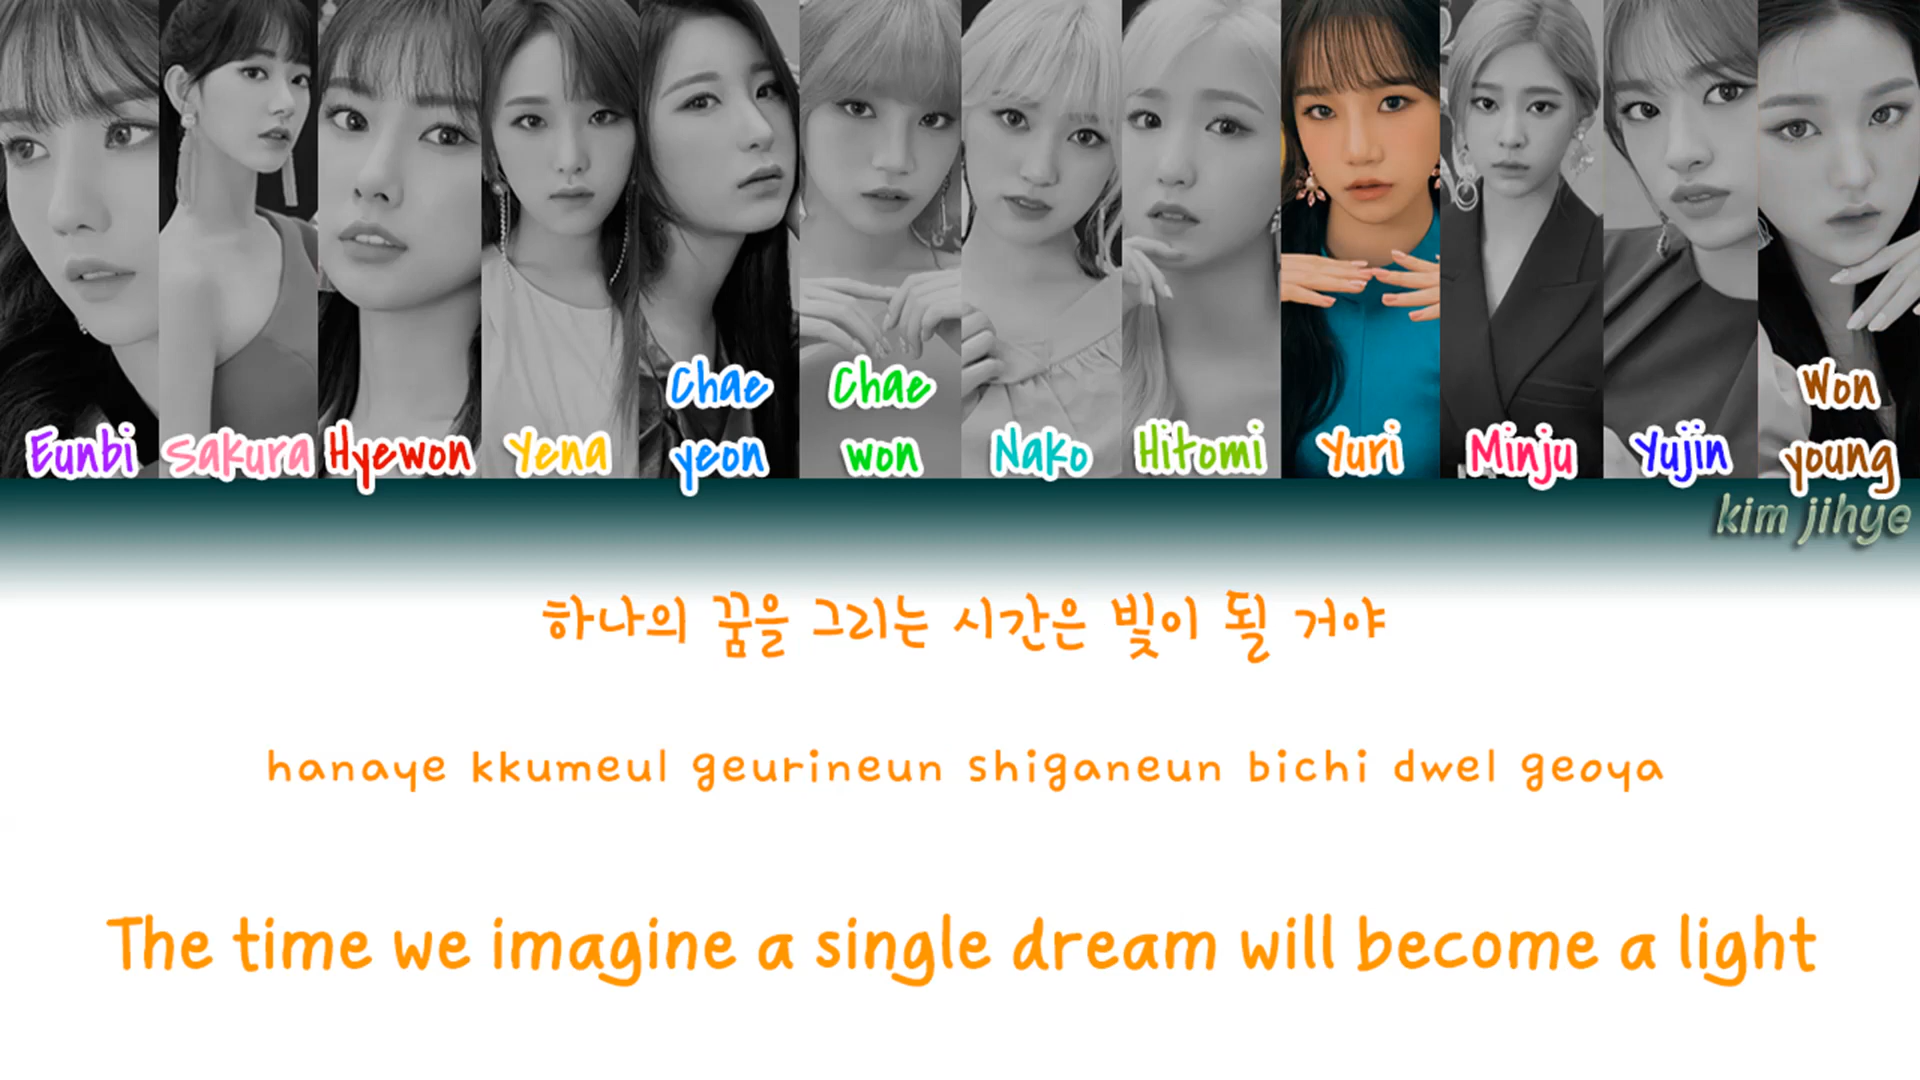 Eunbi
Sakura
Hyewon
Yena
Chae
yeon
Chae
won
Nako
Hitomi
Yuri
Minju
Yujin
Won
young
kim jihye
하나의 꿈을 그리는 시간은 빛이 될 거야
hanaye kkumeul geurineun shiganeun bichi dwel geoya
The time we imagine a single dream will become a light